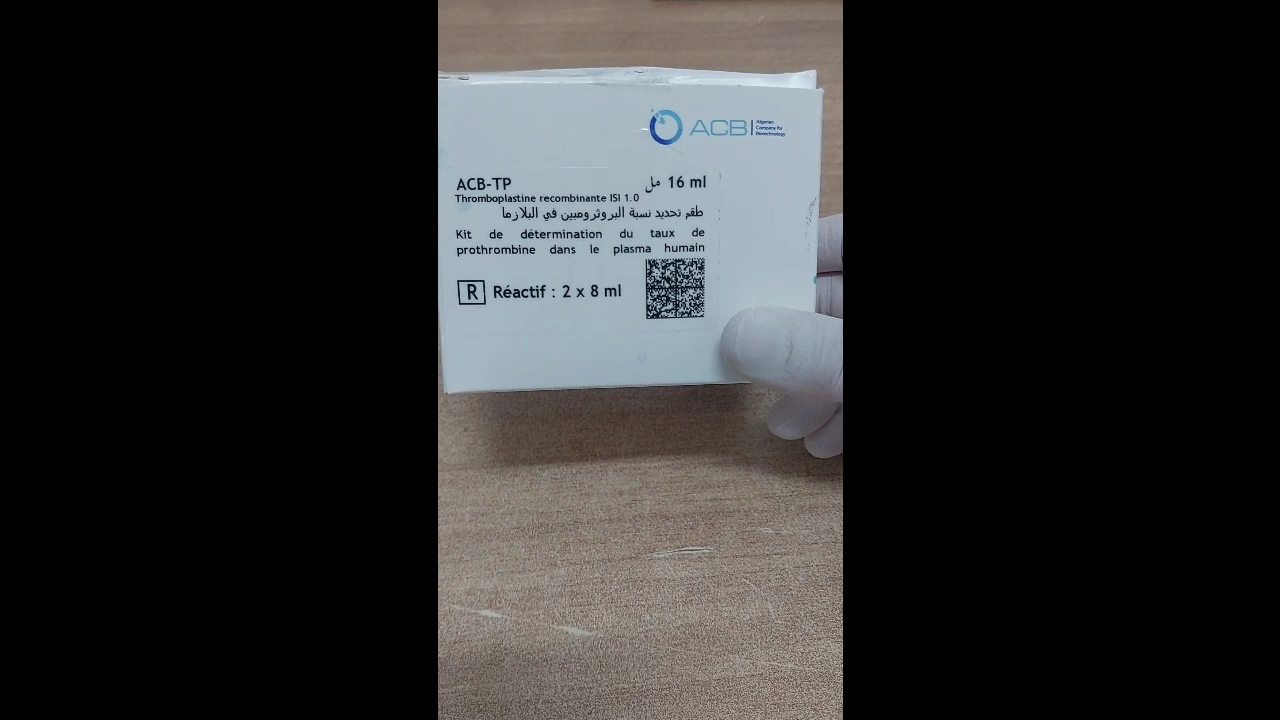 ACB
Algerian
Company for
Biotechnology
ACB-TP
16 ml مل
Thromboplastine recombinante ISI 1.0
طقم تحديد نسبة البروثرومبين في البلازما
Kit de détermination du taux de
prothrombine dans le plasma humain
R Réactif : 2 x 8 ml